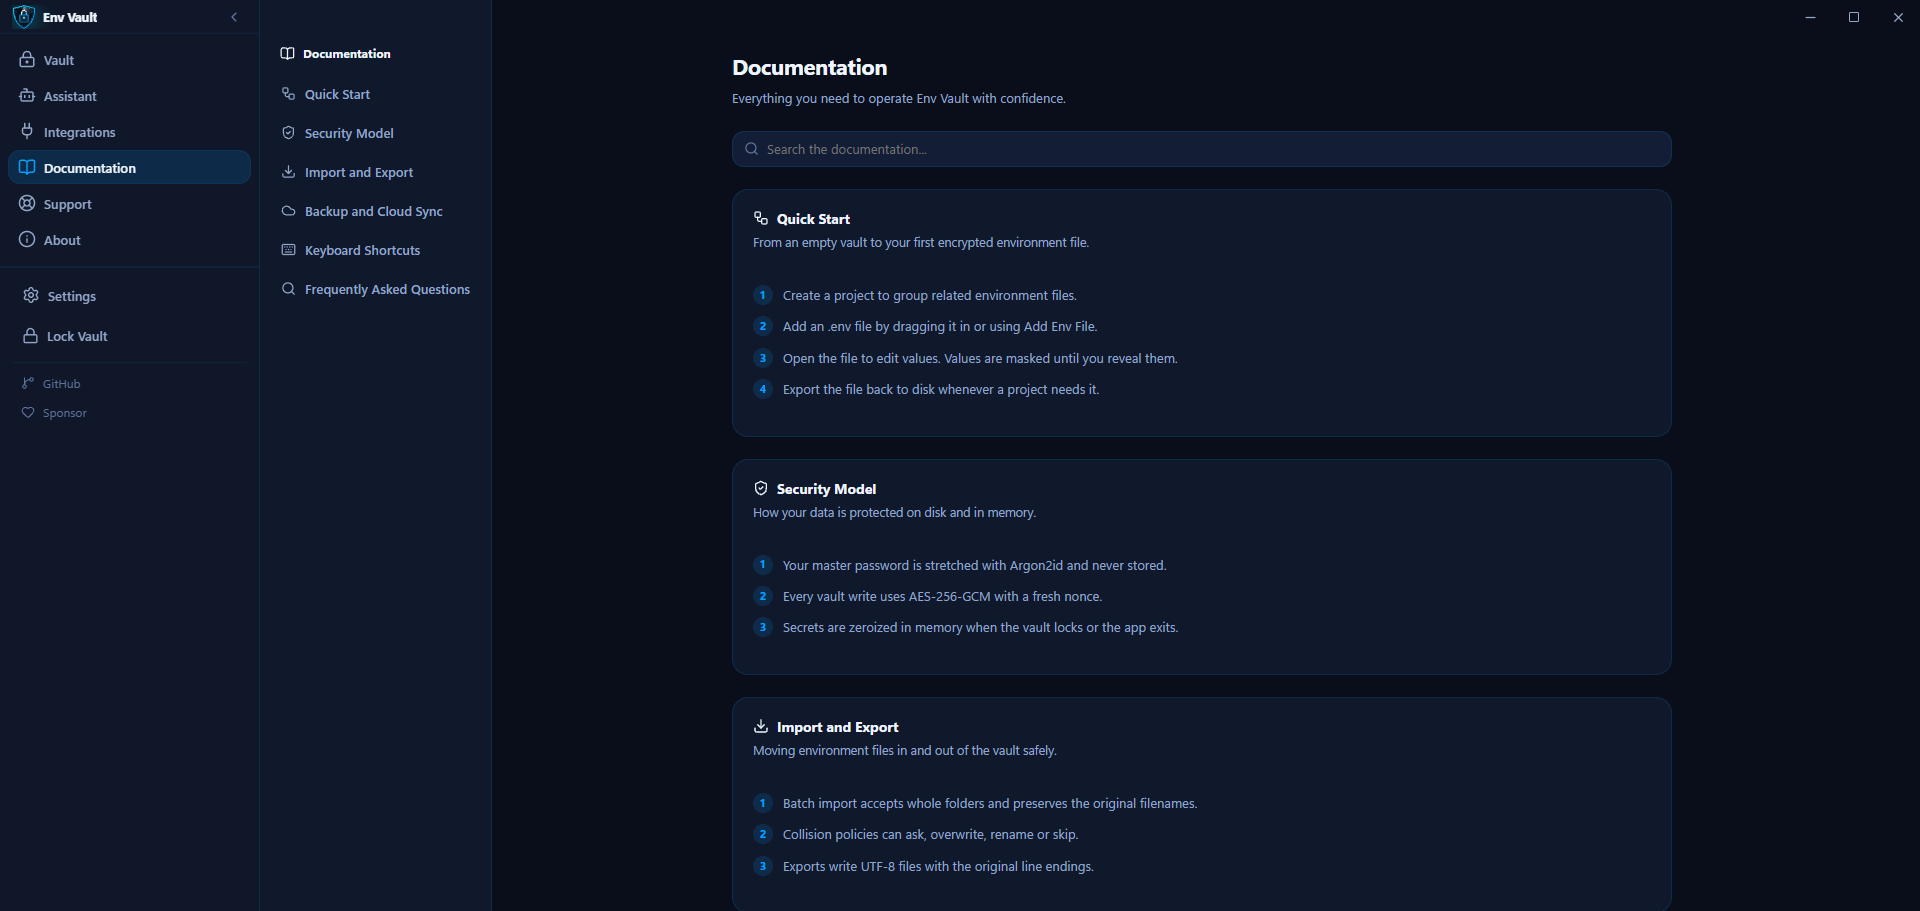 Env Vault
Vault
Assistant
Integrations
Documentation
Support
About
Settings
Lock Vault
GitHub
Sponsor
Documentation
Quick Start
Security Model
Import and Export
Backup and Cloud Sync
Keyboard Shortcuts
Frequently Asked Questions
Documentation
Everything you need to operate Env Vault with confidence.
Search the documentation...
Quick Start
From an empty vault to your first encrypted environment file.
1 Create a project to group related environment files.
2 Add an .env file by dragging it in or using Add Env File.
3 Open the file to edit values. Values are masked until you reveal them.
4 Export the file back to disk whenever a project needs it.
Security Model
How your data is protected on disk and in memory.
1 Your master password is stretched with Argon2id and never stored.
2 Every vault write uses AES-256-GCM with a fresh nonce.
3 Secrets are zeroized in memory when the vault locks or the app exits.
Import and Export
Moving environment files in and out of the vault safely.
1 Batch import accepts whole folders and preserves the original filenames.
2 Collision policies can ask, overwrite, rename or skip.
3 Exports write UTF-8 files with the original line endings.